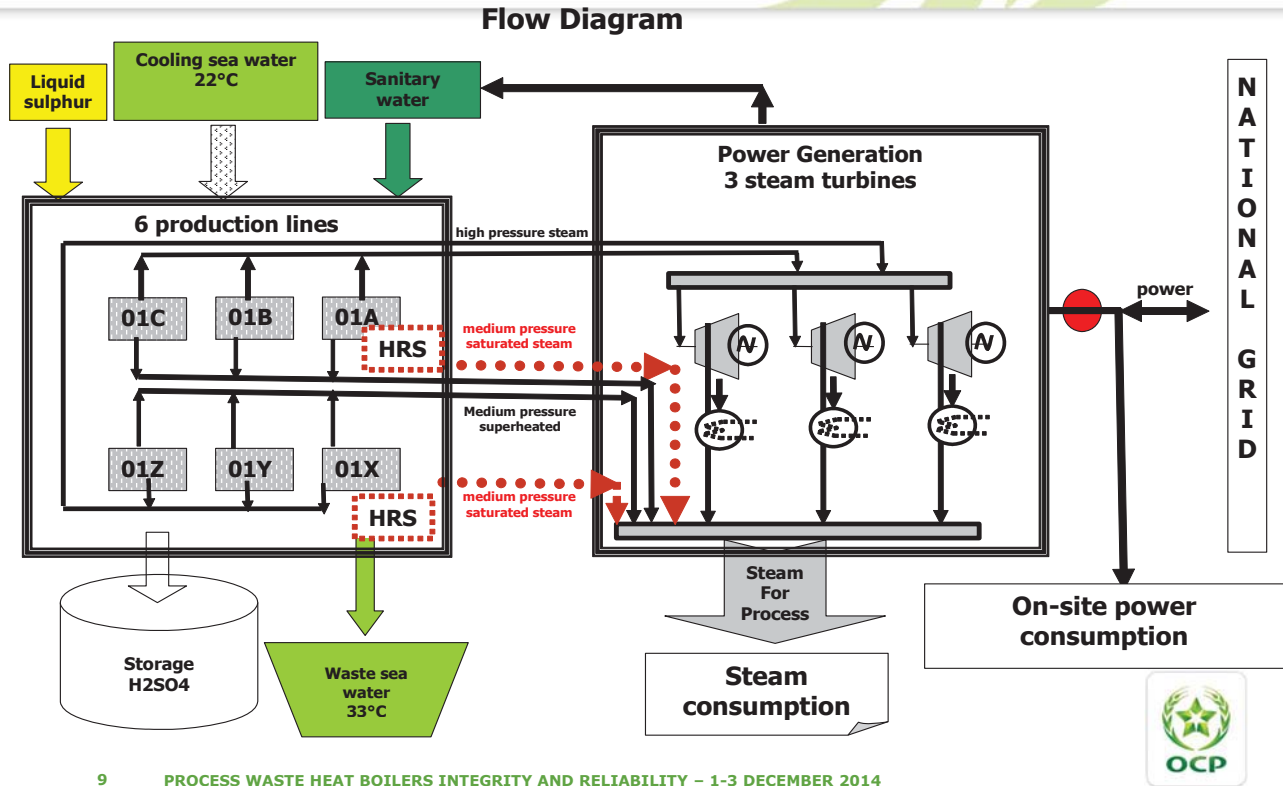 Flow Diagram
Liquid
sulphur
Cooling sea water
22°C
Sanitary
water
6 production lines
high pressure steam
01C
01B
01A
HRS
medium pressure
saturated steam
Medium pressure
superheated
01Z
01Y
01X
HRS
medium pressure
saturated steam
Power Generation
3 steam turbines
N
N
N
power
NATIONAL GRID
Steam
For
Process
Steam
consumption
On-site power
consumption
Storage
H2SO4
Waste sea
water
33°C
OCP
9 PROCESS WASTE HEAT BOILERS INTEGRITY AND RELIABILITY – 1-3 DECEMBER 2014